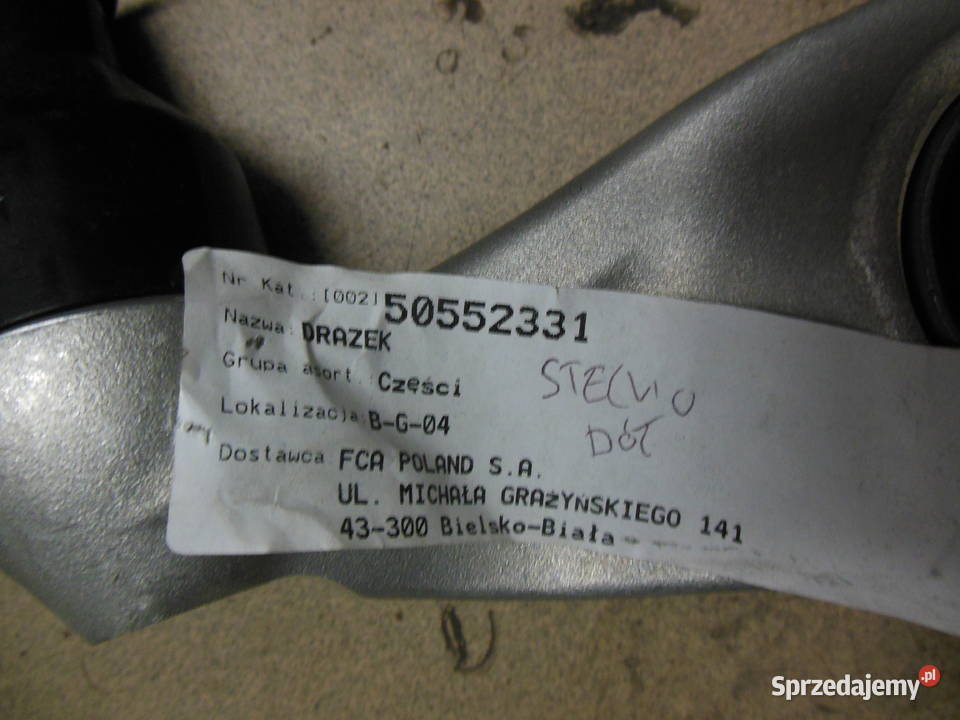 Nr Kat.:[002] 50552331
Nazwa: DRAZEK
Grupa asort.: Części
Lokalizacja: B-G-04
Dostawca FCA POLAND S.A.
UL. MICHAŁA GRAŻYŃSKIEGO 141
43-300 Bielsko-Biała
STELVIO
DÓŁ
Sprzedajemy.pl